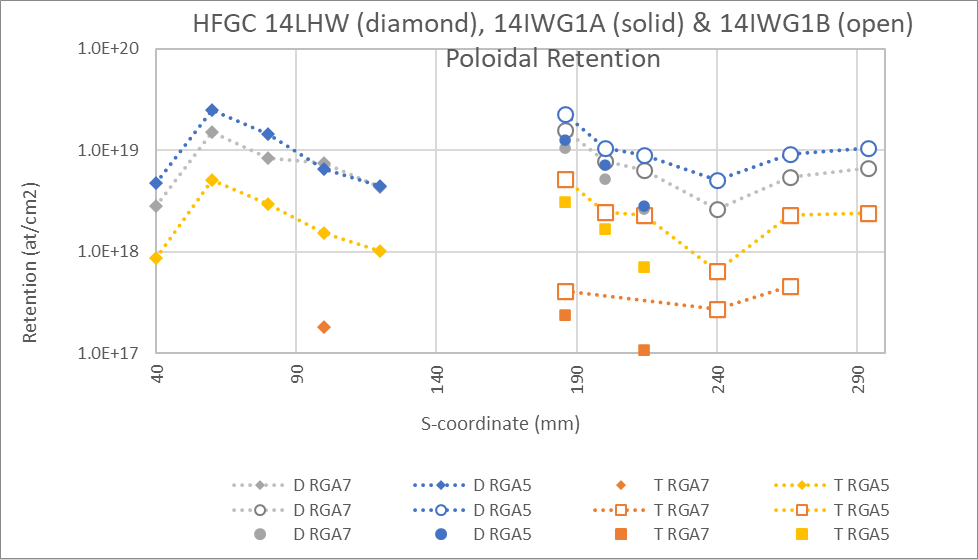 HFGC 14LHW (diamond), 14IWG1A (solid) & 14IWG1B (open)
Poloidal Retention
1.0E+20
1.0E+19
1.0E+18
1.0E+17
Retention (at/cm2)
40 90 140 190 240 290
S-coordinate (mm)
D RGA7 D RGA5 T RGA7 T RGA5
D RGA7 D RGA5 T RGA7 T RGA5
D RGA7 D RGA5 T RGA7 T RGA5